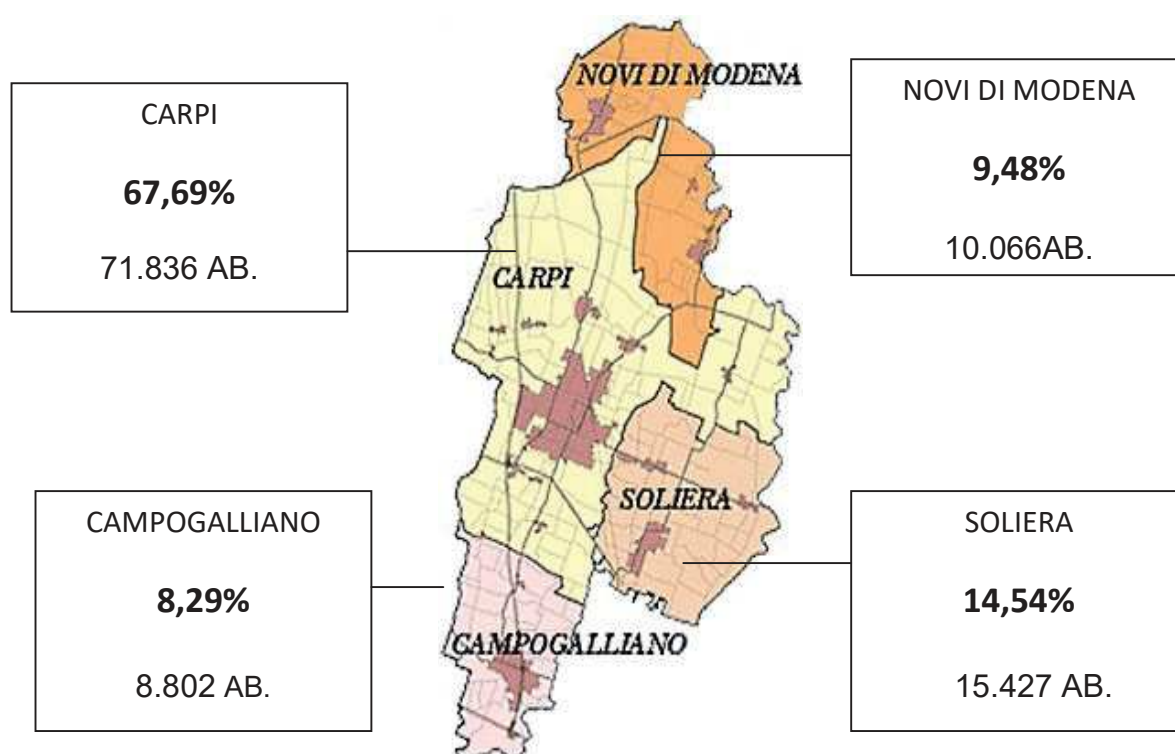 NOVI DI MODENA
CARPI
67,69%
71.836 AB.
NOVI DI MODENA
9,48%
10.066AB.
CARPI
SOLIERA
CAMPOGALLIANO
CAMPOGALLIANO
8,29%
8.802 AB.
SOLIERA
14,54%
15.427 AB.